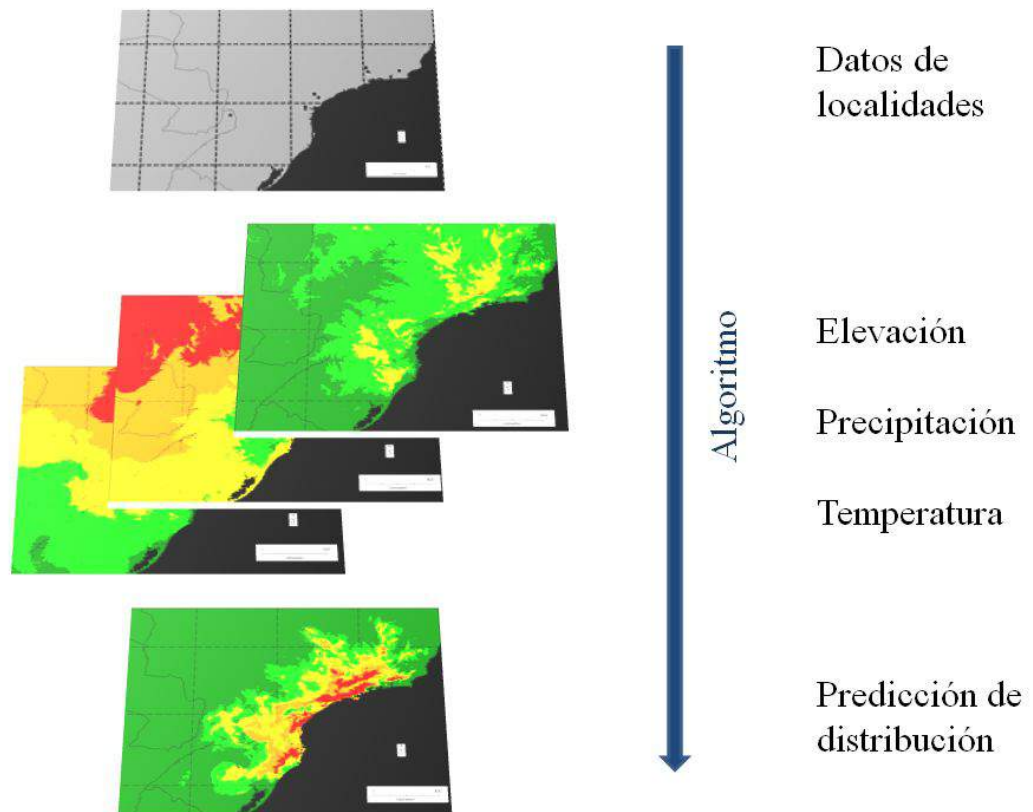 Datos de
localidades
Algoritmo
Elevación
Precipitación
Temperatura
Predicción de
distribución